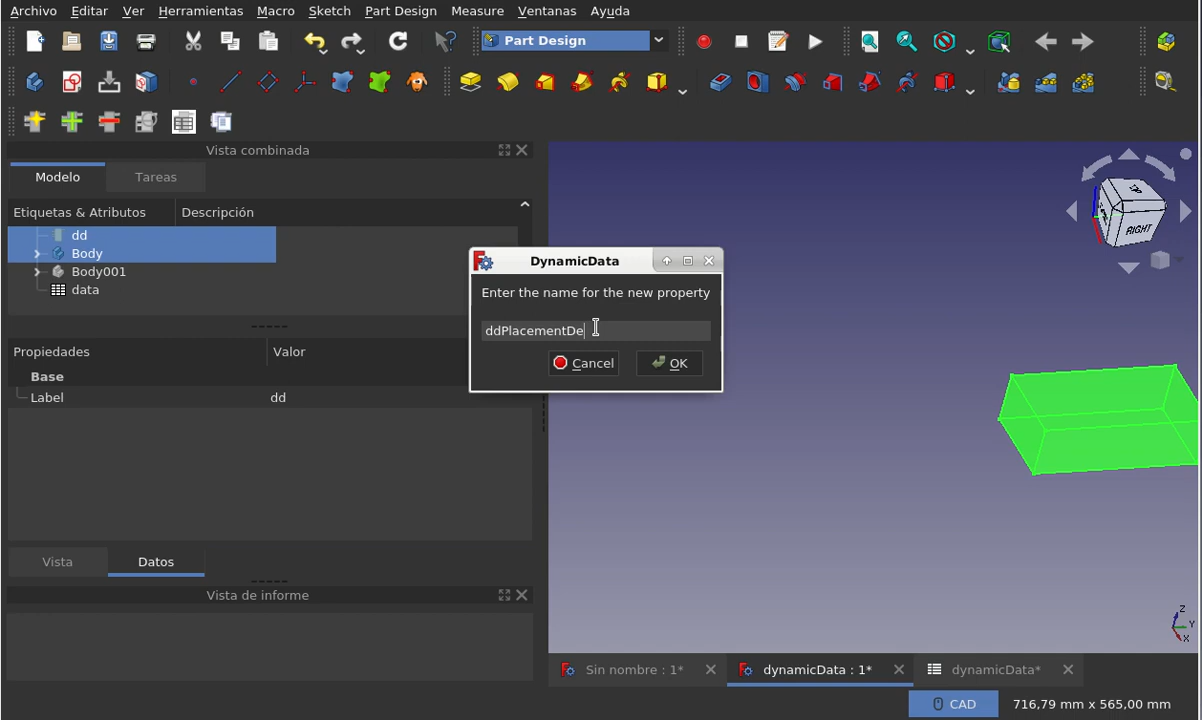 Archivo Editar Ver Herramientas Macro Sketch Part Design Measure Ventanas Ayuda
Part Design
Vista combinada
Modelo Tareas
Etiquetas & Atributos Descripción
dd
Body
Body001
data
DynamicData
Enter the name for the new property
ddPlacementDe
Cancel OK
Propiedades Valor
Base
Label dd
Vista Datos
Vista de informe
RIGHT
Z
Y
X
Sin nombre : 1* dynamicData : 1* dynamicData*
CAD 716,79 mm x 565,00 mm